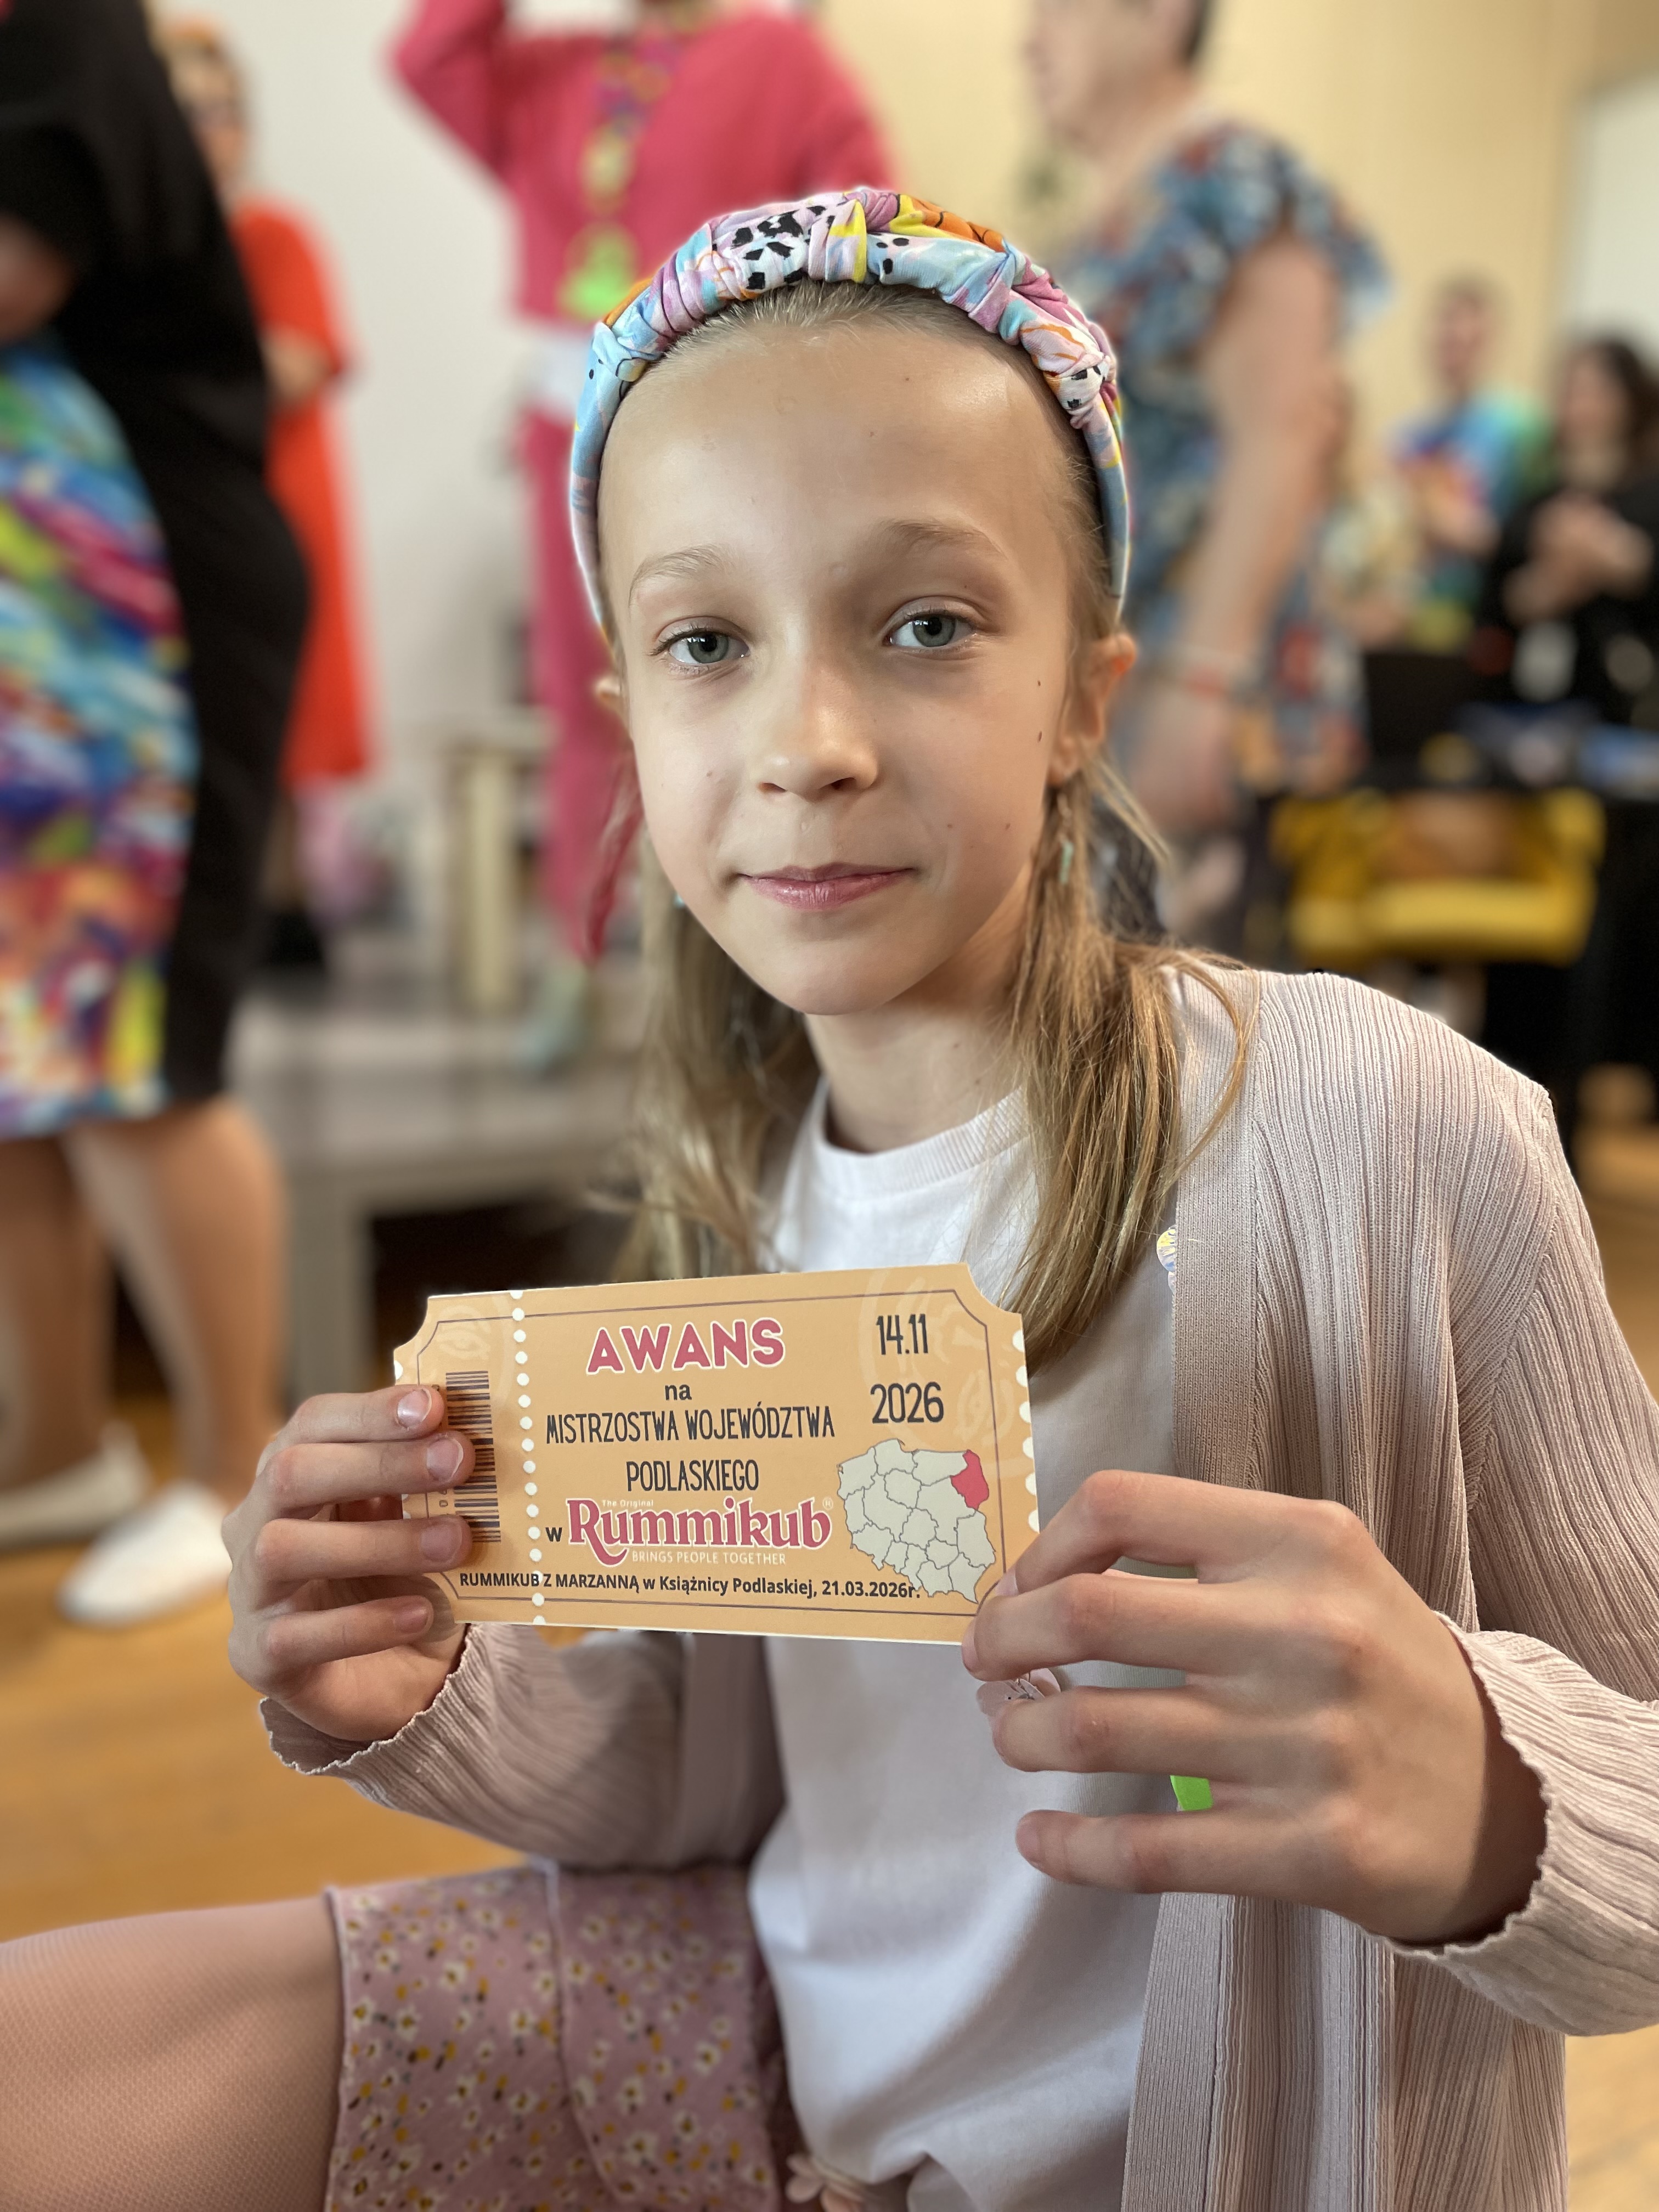 AWANS
na
MISTRZOSTWA WOJEWÓDZTWA
PODLASKIEGO
w The Original Rummikub®
BRINGS PEOPLE TOGETHER
14.11
2026
RUMMIKUB Z MARZANNĄ w Książnicy Podlaskiej, 21.03.2026r.